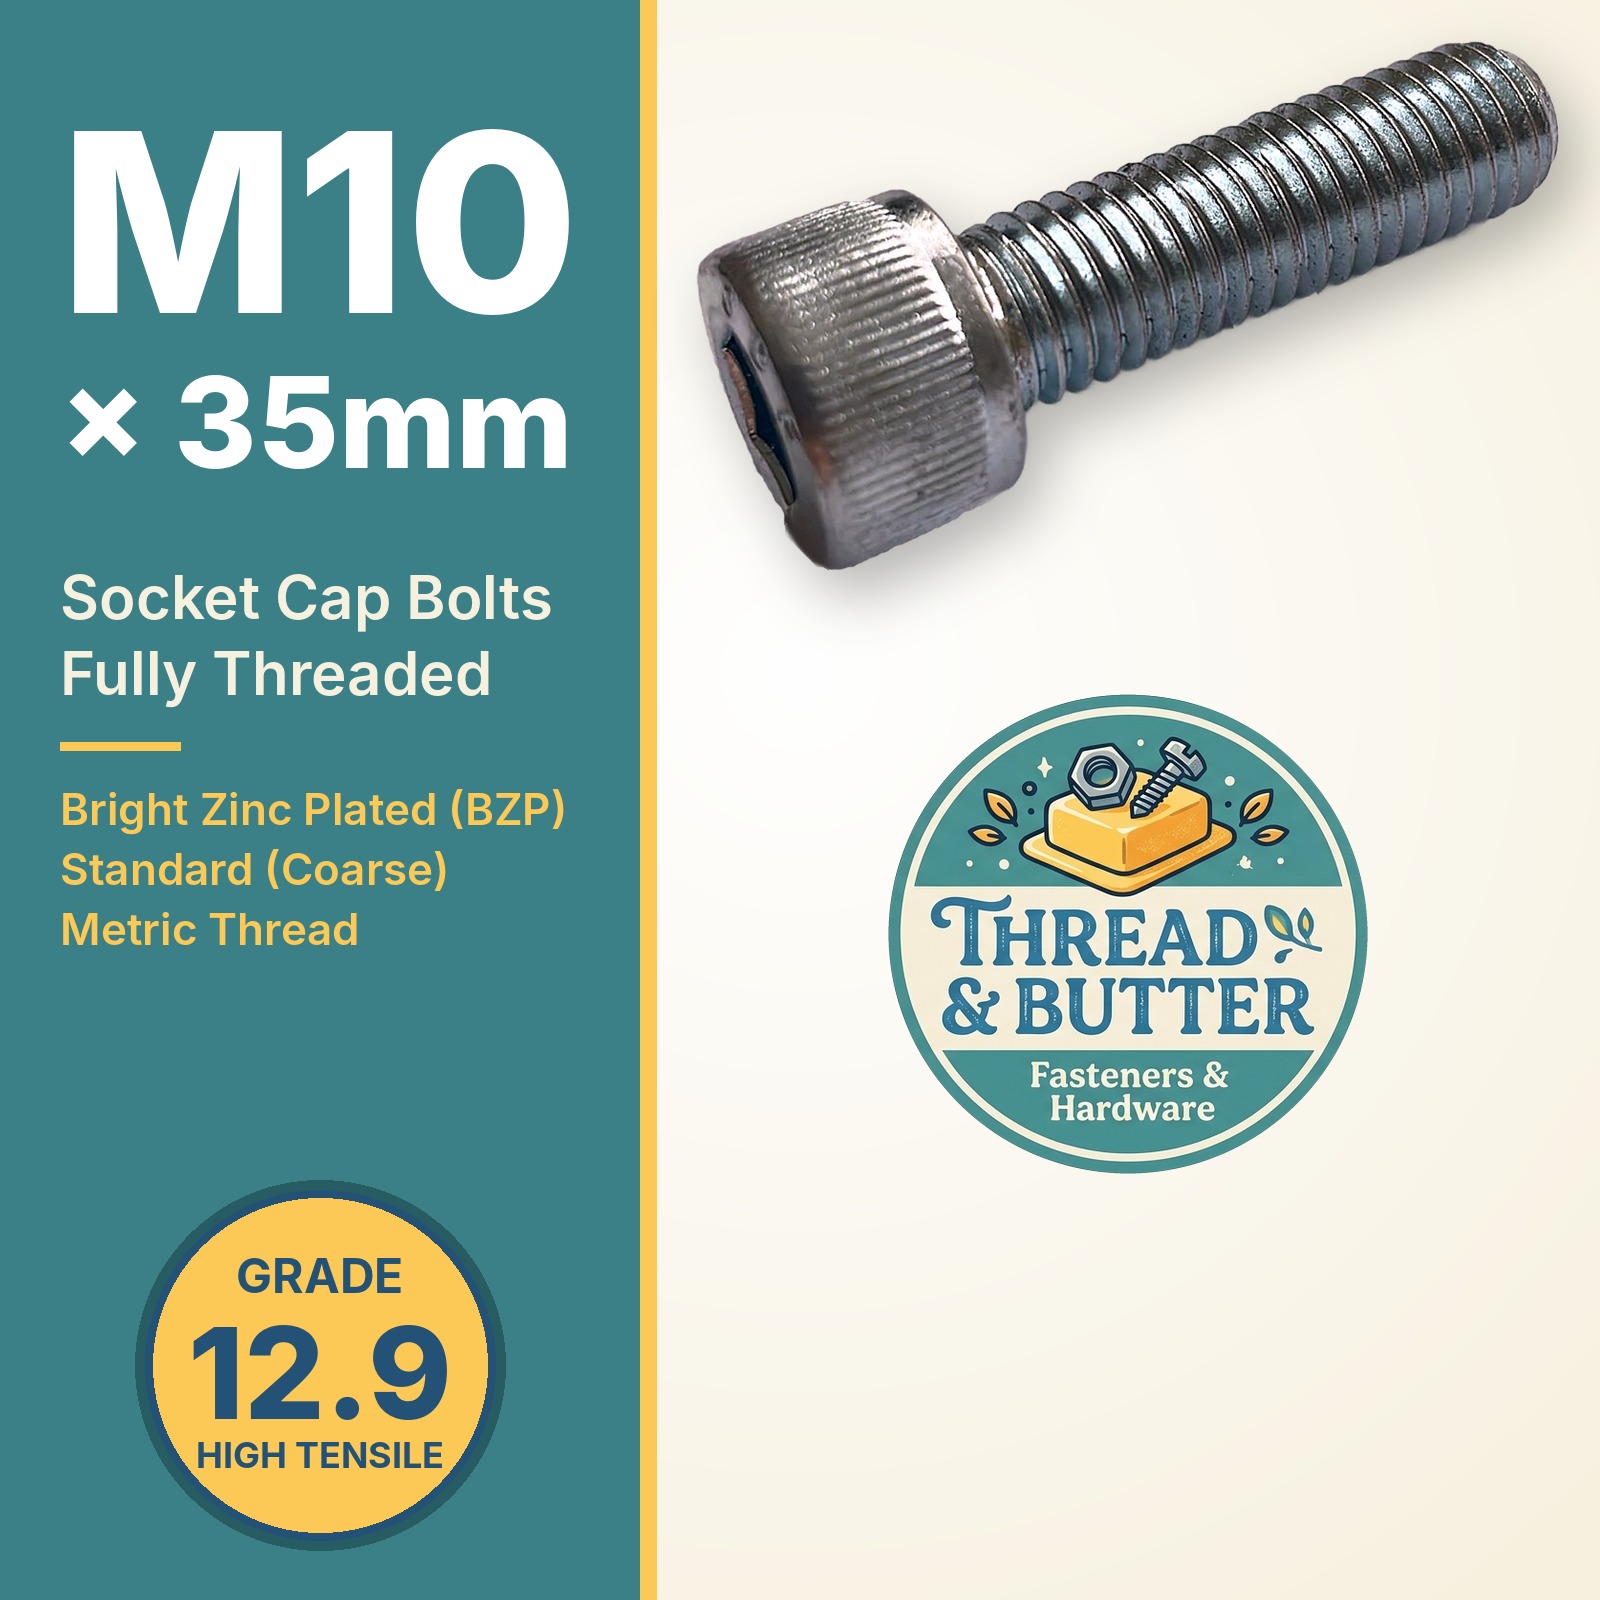 M10
× 35mm
Socket Cap Bolts
Fully Threaded
Bright Zinc Plated (BZP)
Standard (Coarse)
Metric Thread
GRADE
12.9
HIGH TENSILE
THREAD
& BUTTER
Fasteners &
Hardware